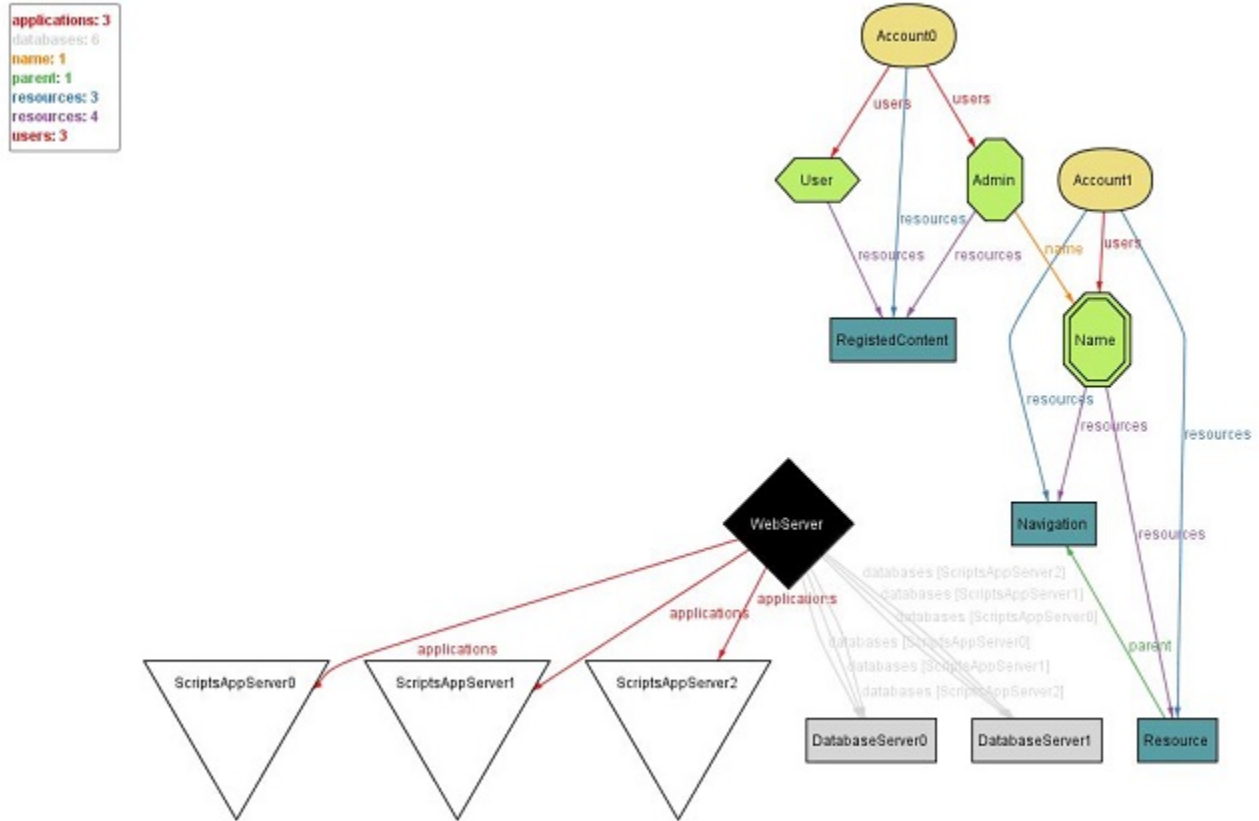 applications: 3
databases: 6
name: 1
parent: 1
resources: 3
resources: 4
users: 3
Account0
users
users
User
Admin
Account1
resources
resources
resources
name
users
RegistedContent
Name
resources
resources
resources
WebServer
Navigation
resources
databases [ScriptsAppServer2]
databases [ScriptsAppServer1]
databases [ScriptsAppServer0]
applications
applications
applications
databases [ScriptsAppServer0]
databases [ScriptsAppServer1]
databases [ScriptsAppServer2]
parent
ScriptsAppServer0
ScriptsAppServer1
ScriptsAppServer2
DatabaseServer0
DatabaseServer1
Resource